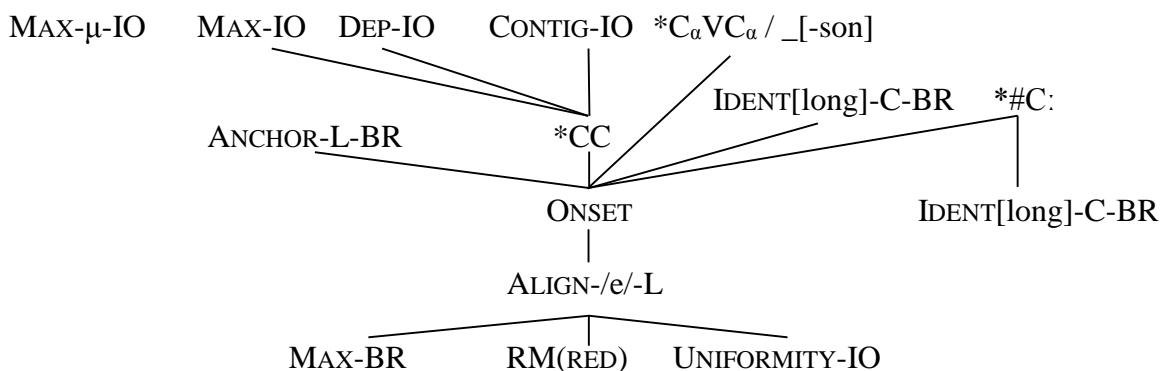 MAX-μ-IO MAX-IO DEP-IO CONTIG-IO *CαVCα / _[-son]
IDENT[long]-C-BR *#Cː
ANCHOR-L-BR *CC
ONSET IDENT[long]-C-BR
ALIGN-/e/-L
MAX-BR RM(RED) UNIFORMITY-IO